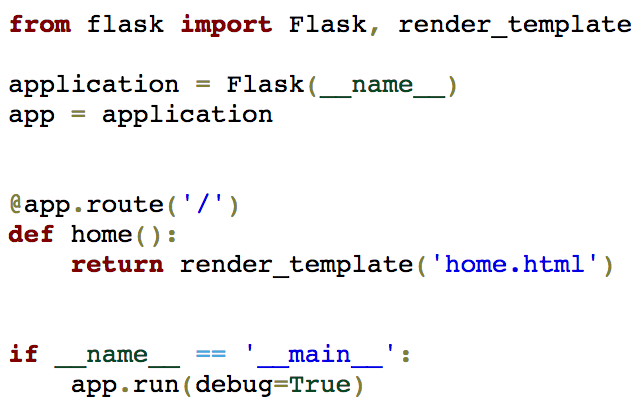 from flask import Flask, render_template
application = Flask(__name__)
app = application
@app.route('/')
def home():
    return render_template('home.html')
if __name__ == '__main__':
    app.run(debug=True)